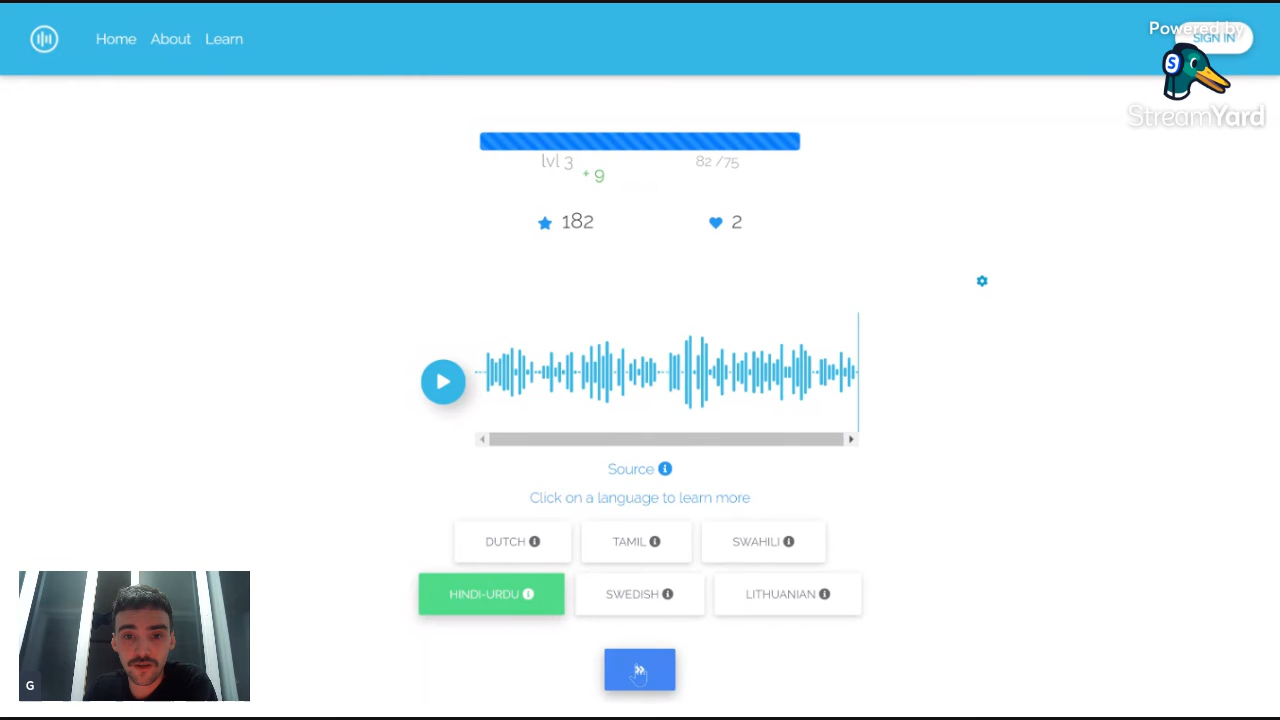 Home About Learn
Powered by
SIGN IN
S
StreamYard
lvl 3 82 /75
+ 9
182 2
Source i
Click on a language to learn more
DUTCH i TAMIL i SWAHILI i
HINDI-URDU i SWEDISH i LITHUANIAN i
G